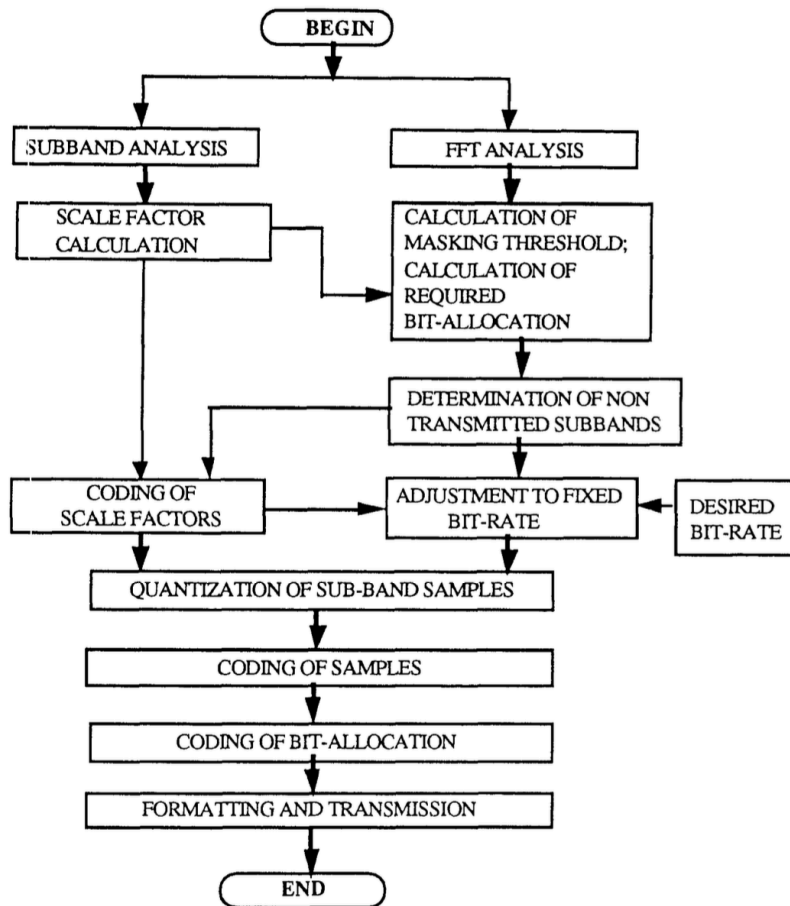 BEGIN
SUBBAND ANALYSIS
FFT ANALYSIS
SCALE FACTOR
CALCULATION
CALCULATION OF
MASKING THRESHOLD;
CALCULATION OF
REQUIRED
BIT-ALLOCATION
DETERMINATION OF NON
TRANSMITTED SUBBANDS
CODING OF
SCALE FACTORS
ADJUSTMENT TO FIXED
BIT-RATE
DESIRED
BIT-RATE
QUANTIZATION OF SUB-BAND SAMPLES
CODING OF SAMPLES
CODING OF BIT-ALLOCATION
FORMATTING AND TRANSMISSION
END